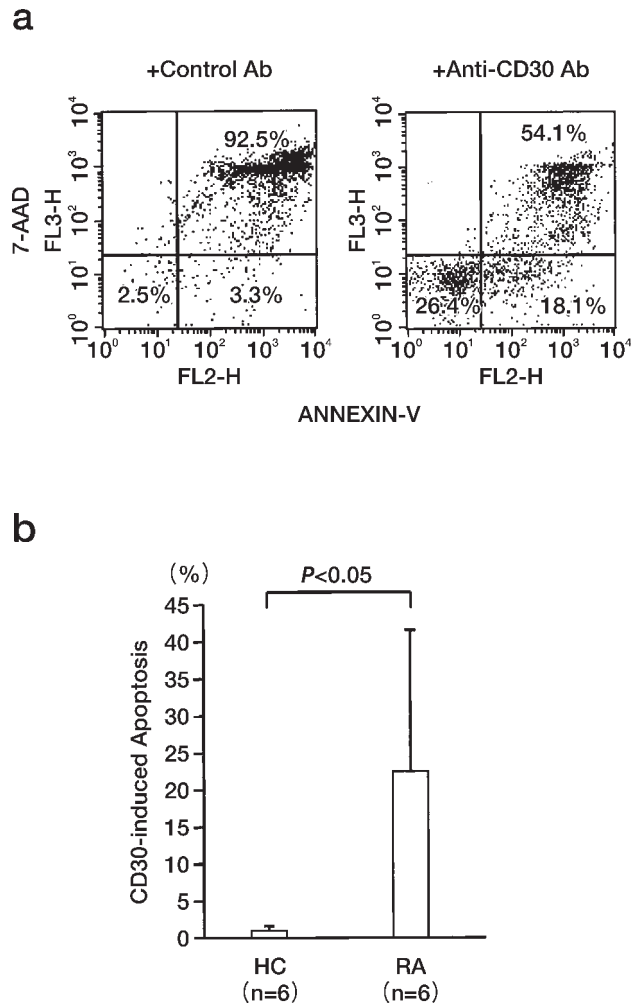 a
+Control Ab
+Anti-CD30 Ab
7-AAD
FL3-H
10⁴
10³
10²
10¹
10⁰
92.5%
2.5%
3.3%
10⁰ 10¹ 10² 10³ 10⁴
FL2-H
FL3-H
10⁴
10³
10²
10¹
10⁰
54.1%
26.4%
18.1%
10⁰ 10¹ 10² 10³ 10⁴
FL2-H
ANNEXIN-V
b
(%)
P<0.05
CD30-induced Apoptosis
45
40
35
30
25
20
15
10
5
0
HC
(n=6)
RA
(n=6)